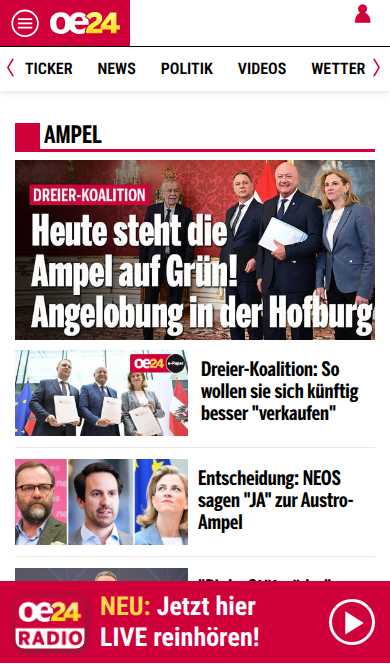 oe24
TICKER NEWS POLITIK VIDEOS WETTER
AMPEL
DREIER-KOALITION
Heute steht die
Ampel auf Grün!
Angelobung in der Hofburg
oe24 e-Paper
Dreier-Koalition: So
wollen sie sich künftig
besser "verkaufen"
Entscheidung: NEOS
sagen "JA" zur Austro-
Ampel
oe24
RADIO
NEU: Jetzt hier
LIVE reinhören!